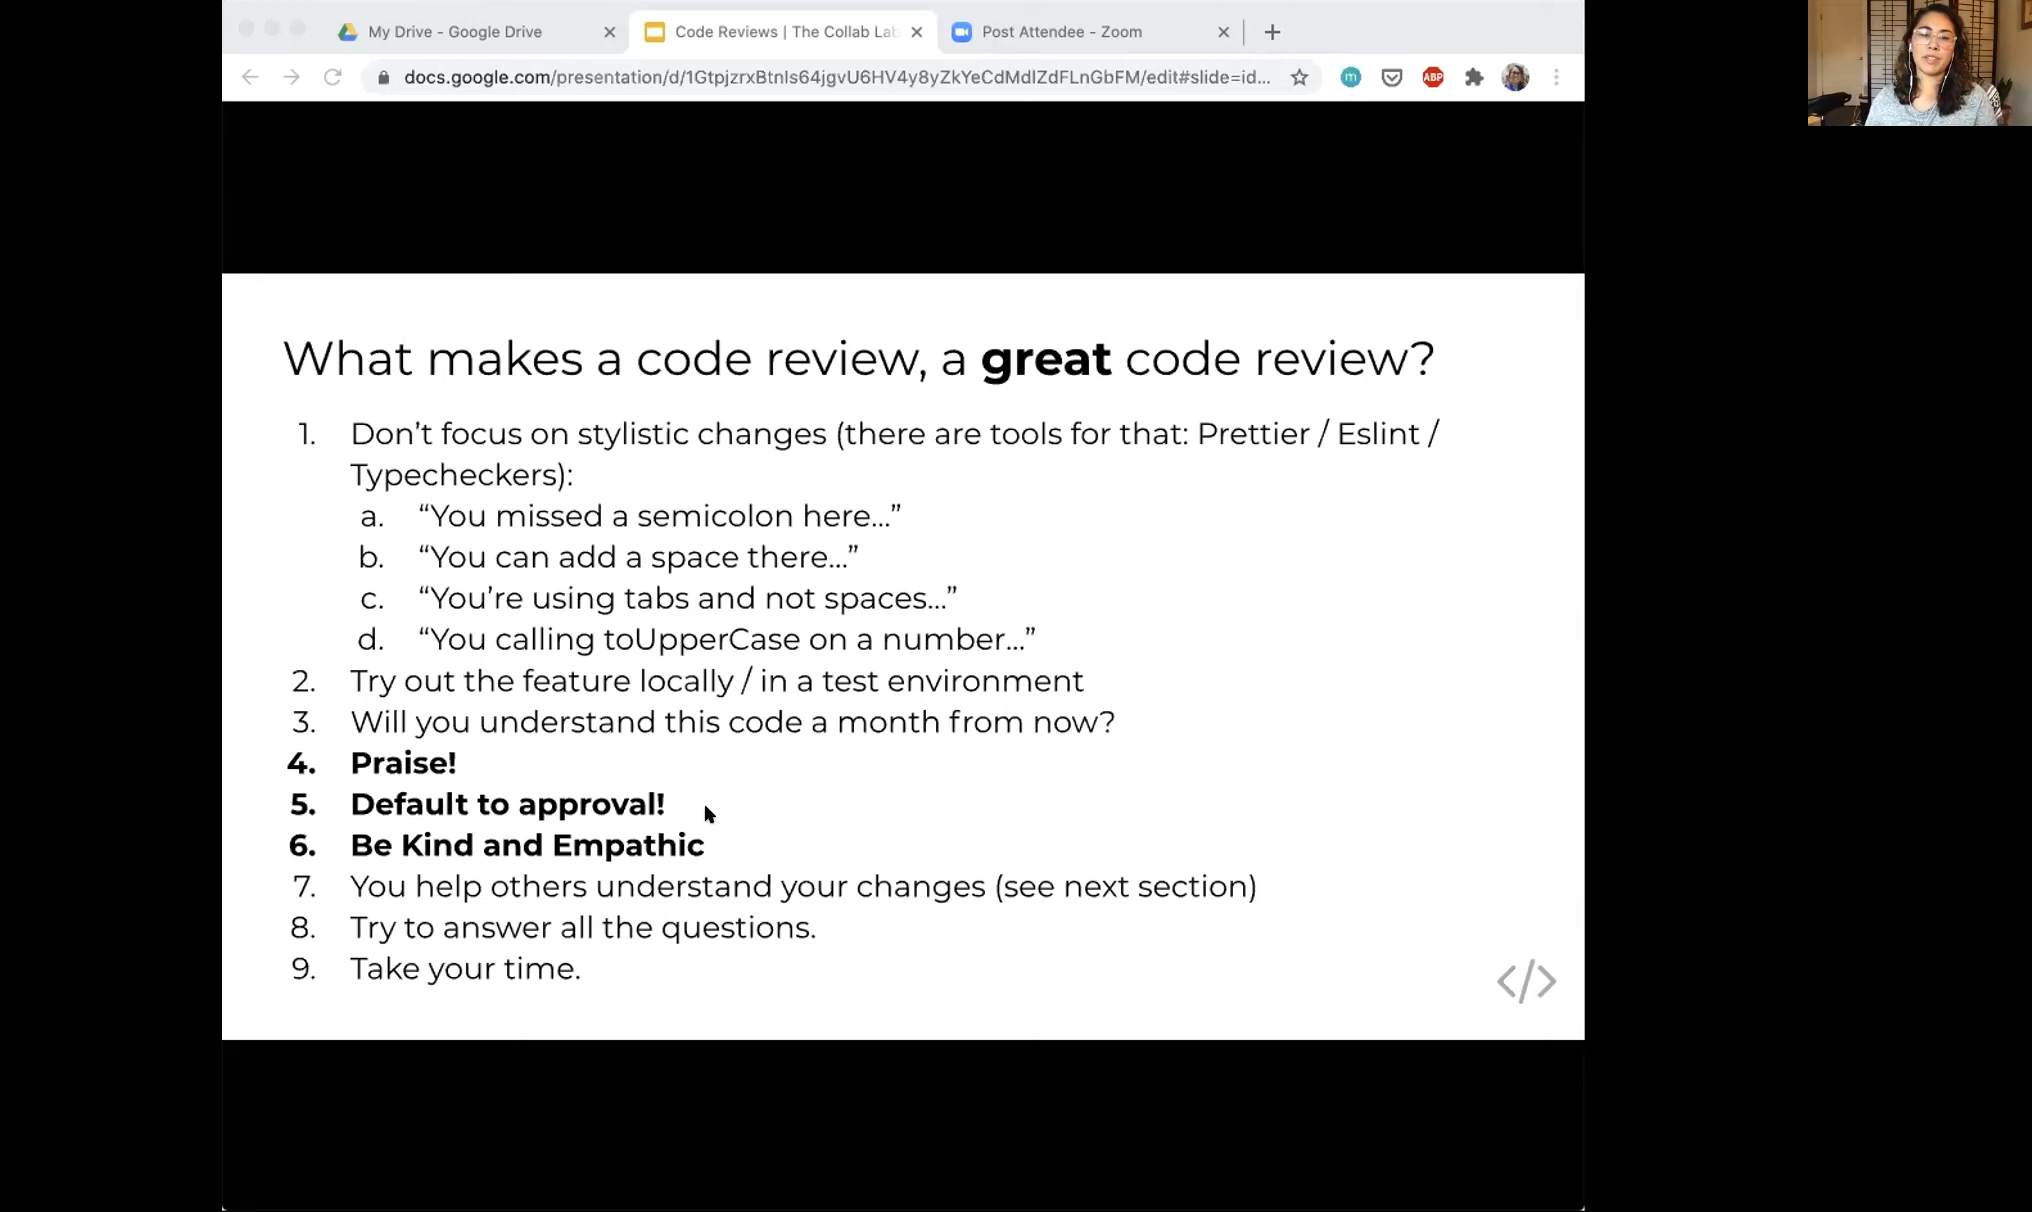 My Drive - Google Drive
Code Reviews | The Collab Lab
Post Attendee - Zoom
docs.google.com/presentation/d/1GtpjzrxBtnIs64jgvU6HV4y8yZkYeCdMdIZdFLnGbFM/edit#slide=id...
m
ABP
What makes a code review, a great code review?
1. Don’t focus on stylistic changes (there are tools for that: Prettier / Eslint /
Typecheckers):
a. “You missed a semicolon here...”
b. “You can add a space there...”
c. “You’re using tabs and not spaces...”
d. “You calling toUpperCase on a number...”
2. Try out the feature locally / in a test environment
3. Will you understand this code a month from now?
4. Praise!
5. Default to approval!
6. Be Kind and Empathic
7. You help others understand your changes (see next section)
8. Try to answer all the questions.
9. Take your time.
</>